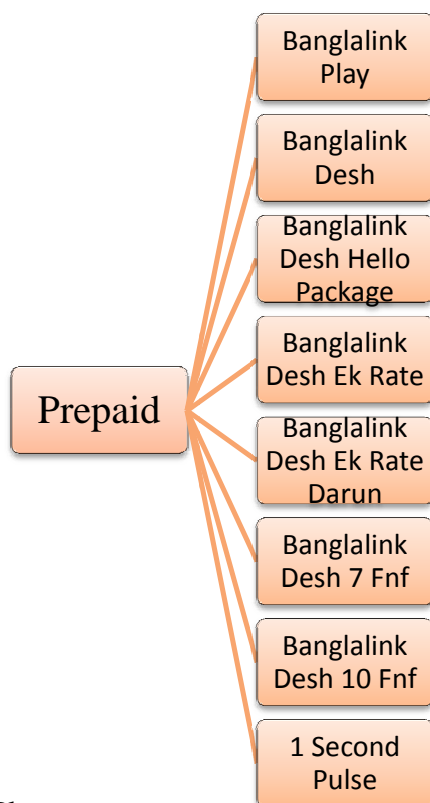 Banglalink
Play
Banglalink
Desh
Banglalink
Desh Hello
Package
Banglalink
Desh Ek Rate
Prepaid
Banglalink
Desh Ek Rate
Darun
Banglalink
Desh 7 Fnf
Banglalink
Desh 10 Fnf
1 Second
Pulse